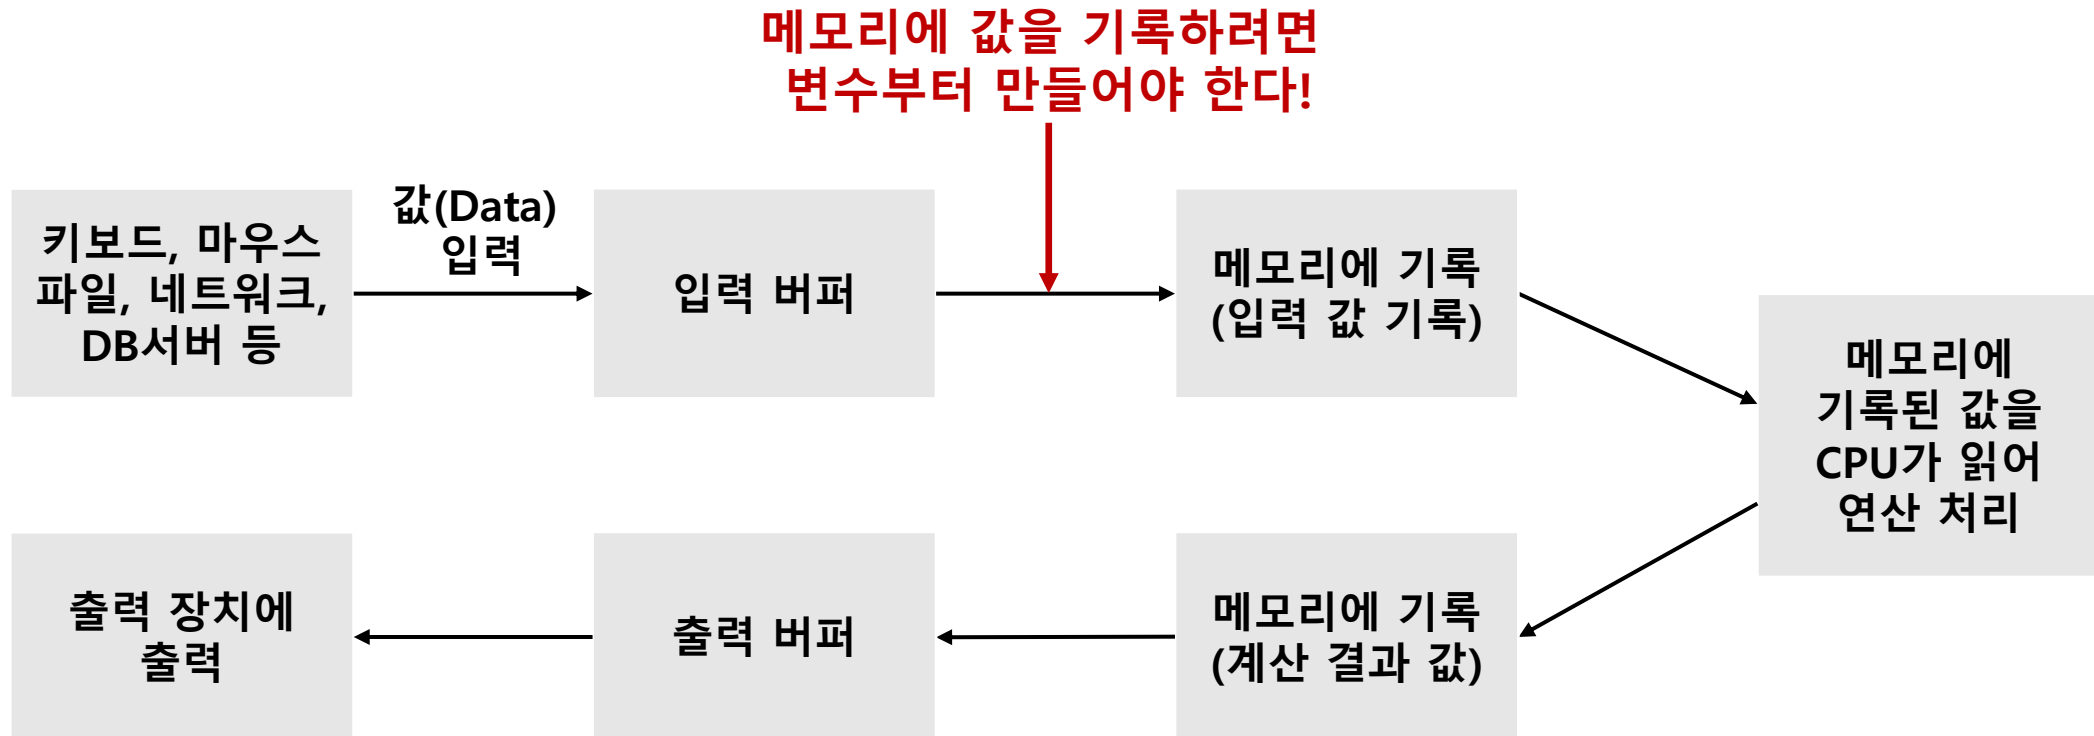 메모리에 값을 기록하려면
변수부터 만들어야 한다!
키보드, 마우스
파일, 네트워크,
DB서버 등
값(Data)
입력
입력 버퍼
메모리에 기록
(입력 값 기록)
메모리에
기록된 값을
CPU가 읽어
연산 처리
메모리에 기록
(계산 결과 값)
출력 버퍼
출력 장치에
출력